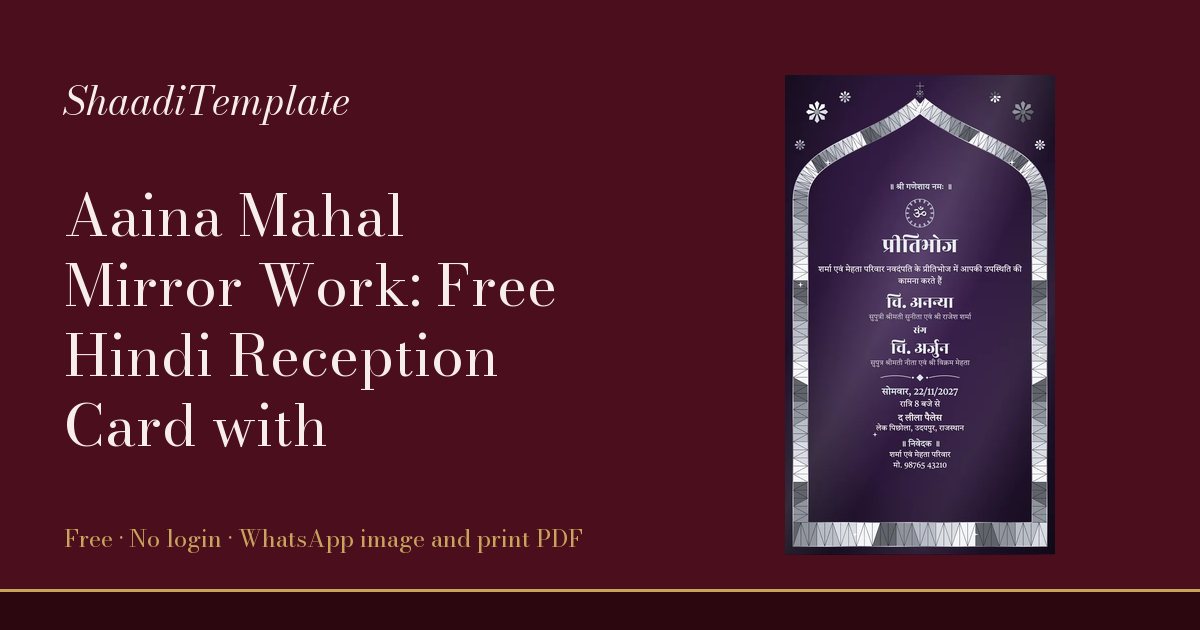 ShaadiTemplate
Aaina Mahal
Mirror Work: Free
Hindi Reception
Card with
Free · No login · WhatsApp image and print PDF
॥ श्री गणेशाय नमः ॥
ॐ
प्रीतिभोज
शर्मा एवं मेहता परिवार नवदंपति के प्रीतिभोज में आपकी उपस्थिति की
कामना करते हैं
चि. अनन्या
सुपुत्री श्रीमती सुनीता एवं श्री राजेश शर्मा
संग
चि. अर्जुन
सुपुत्र श्रीमती नीता एवं श्री विक्रम मेहता
सोमवार, 22/11/2027
रात्रि 8 बजे से
द लीला पैलेस
लेक पिछोला, उदयपुर, राजस्थान
॥ निवेदक ॥
शर्मा एवं मेहता परिवार
मो. 98765 43210